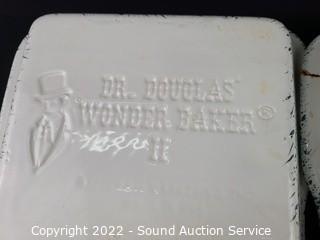 DR. DOUGLAS
"WONDER BAKER"®
II
Copyright 2022 - Sound Auction Service